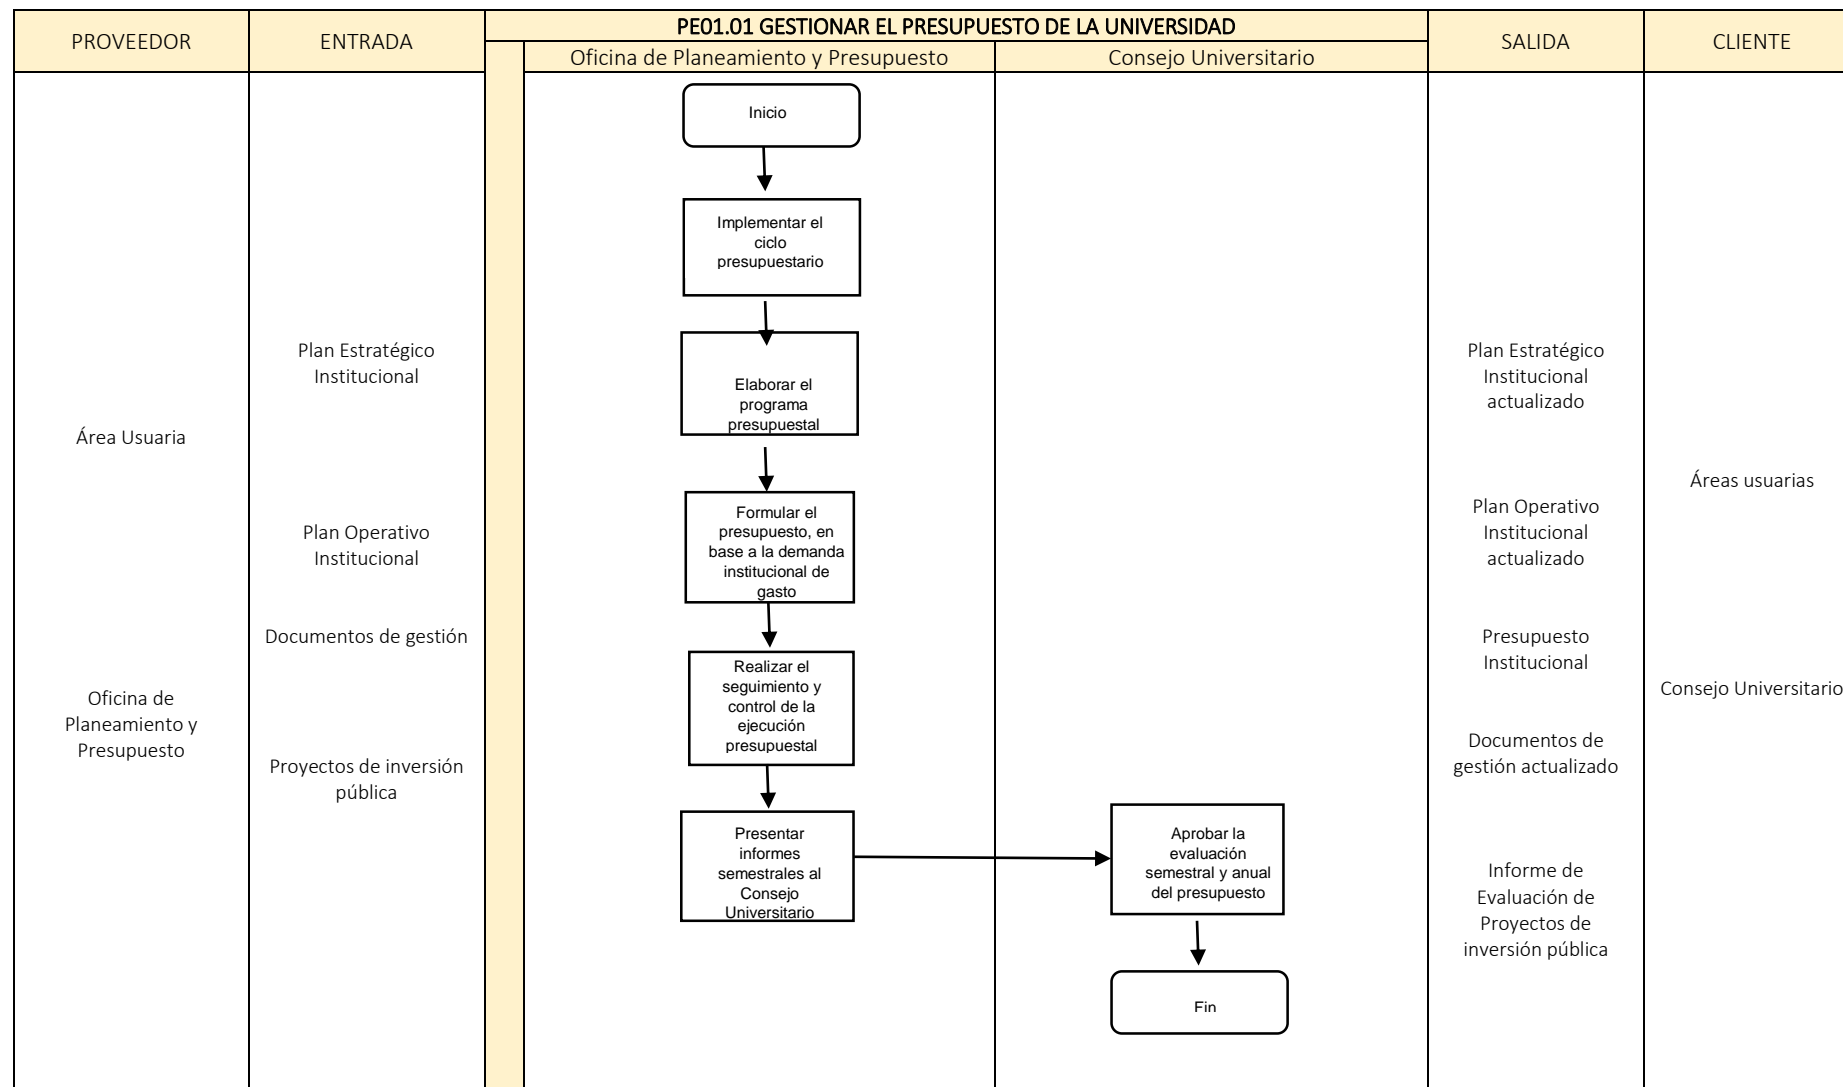 PROVEEDOR
ENTRADA
PE01.01 GESTIONAR EL PRESUPUESTO DE LA UNIVERSIDAD
Oficina de Planeamiento y Presupuesto
Consejo Universitario
SALIDA
CLIENTE
Área Usuaria
Oficina de
Planeamiento y
Presupuesto
Plan Estratégico
Institucional
Plan Operativo
Institucional
Documentos de gestión
Proyectos de inversión
pública
Inicio
Implementar el
ciclo
presupuestario
Elaborar el
programa
presupuestal
Formular el
presupuesto, en
base a la demanda
institucional de
gasto
Realizar el
seguimiento y
control de la
ejecución
presupuestal
Presentar
informes
semestrales al
Consejo
Universitario
Aprobar la
evaluación
semestral y anual
del presupuesto
Fin
Plan Estratégico
Institucional
actualizado
Plan Operativo
Institucional
actualizado
Presupuesto
Institucional
Documentos de
gestión actualizado
Informe de
Evaluación de
Proyectos de
inversión pública
Áreas usuarias
Consejo Universitario